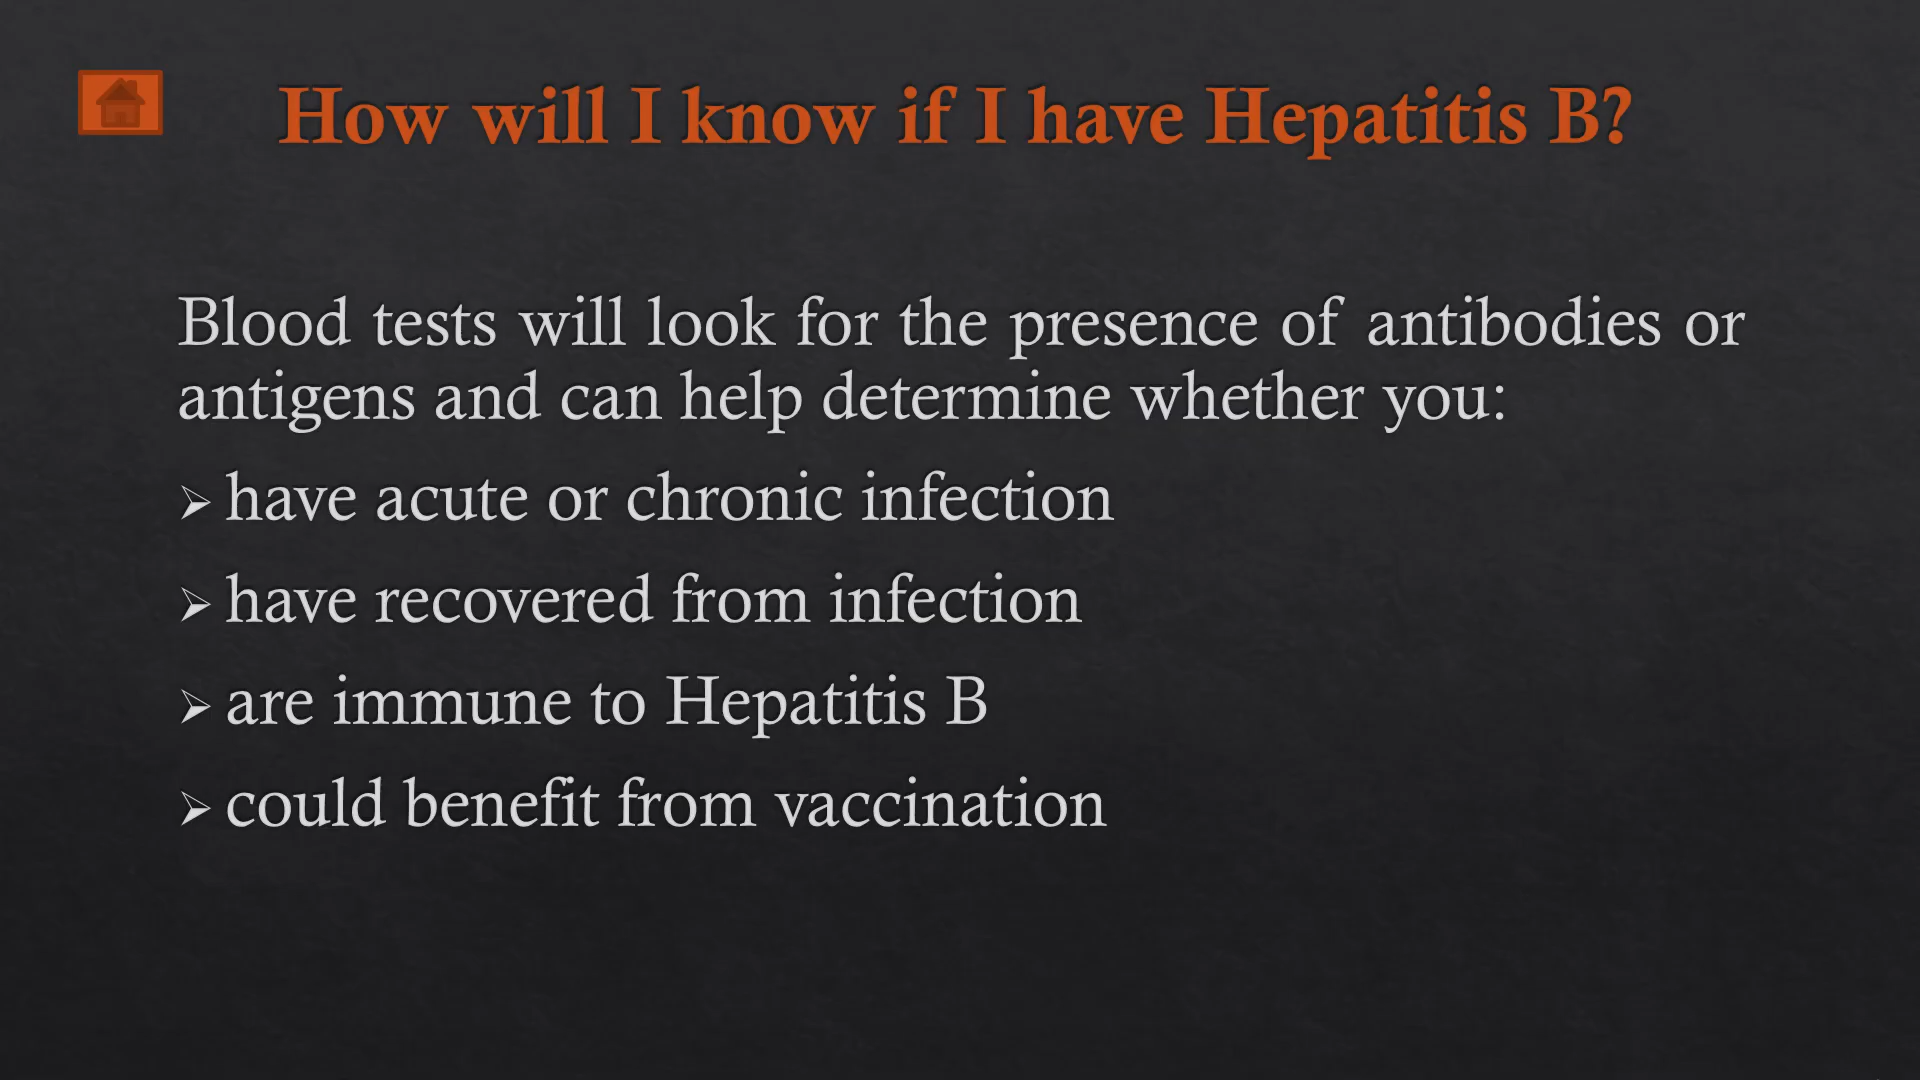 How will I know if I have Hepatitis B?
Blood tests will look for the presence of antibodies or
antigens and can help determine whether you:
➢ have acute or chronic infection
➢ have recovered from infection
➢ are immune to Hepatitis B
➢ could benefit from vaccination